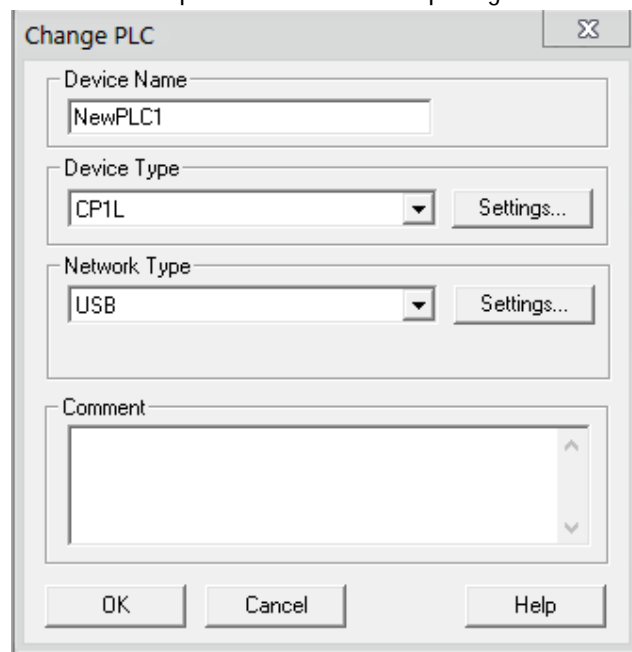 Change PLC
Device Name
NewPLC1
Device Type
CP1L
Settings...
Network Type
USB
Settings...
Comment
OK Cancel Help